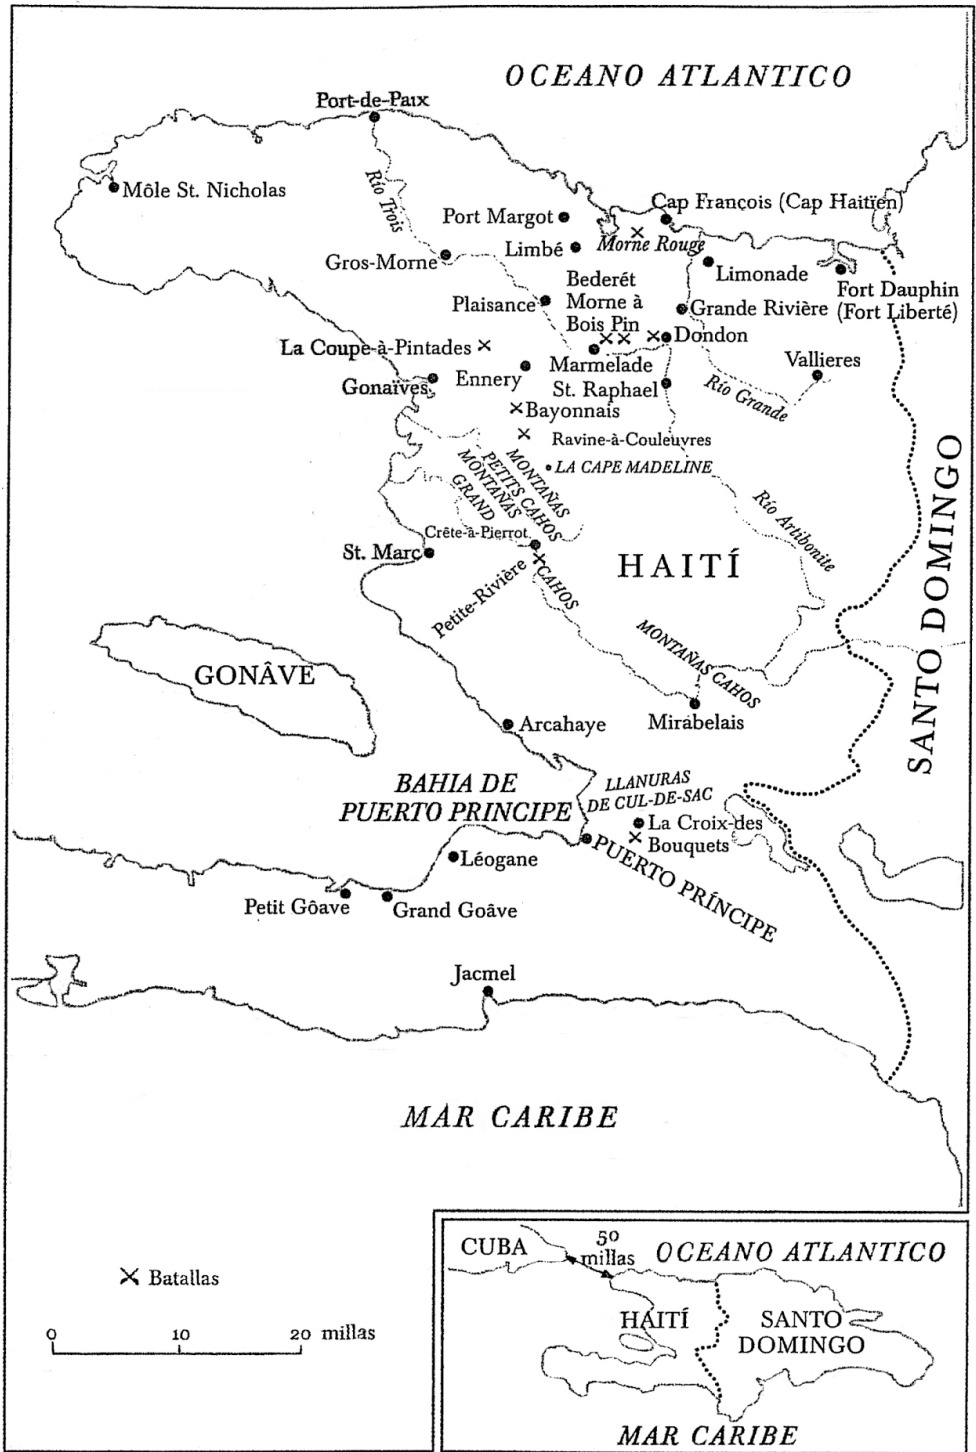 OCEANO ATLANTICO
Port-de-Paix
Môle St. Nicholas
Río Trois
Port Margot
Cap François (Cap Haitïen)
Limbé
Morne Rouge
Gros-Morne
Limonade
Bederét
Morne à
Bois Pin
Fort Dauphin
(Fort Liberté)
Plaisance
Grande Rivière
Dondon
La Coupe-à-Pintades
Marmelade
Vallieres
Gonaïves
Ennery
St. Raphael
Río Grande
Bayonnais
Ravine-à-Couleuvres
LA CAPE MADELINE
MONTAÑAS
PETITS CAHOS
MONTAÑAS
GRAND
CAHOS
Río Artibonite
Crête-à-Pierrot
St. Marc
Petite-Rivière
HAITÍ
SANTO DOMINGO
MONTAÑAS CAHOS
GONÂVE
Mirabelais
Arcahaye
BAHIA DE
PUERTO PRINCIPE
LLANURAS
DE CUL-DE-SAC
La Croix-des
Bouquets
PUERTO PRÍNCIPE
Léogane
Petit Gôave
Grand Goâve
Jacmel
MAR CARIBE
Batallas
0 10 20 millas
CUBA
50
millas
OCEANO ATLANTICO
HAITÍ
SANTO
DOMINGO
MAR CARIBE